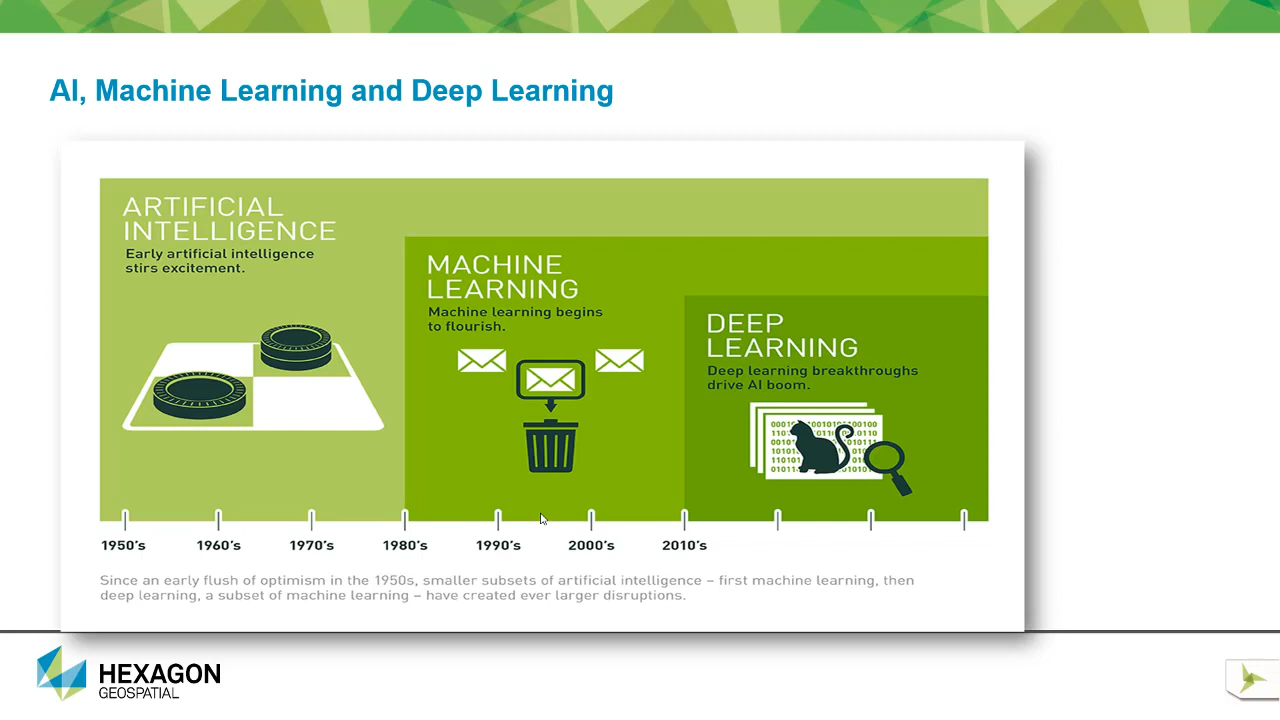 AI, Machine Learning and Deep Learning
ARTIFICIAL
INTELLIGENCE
Early artificial intelligence
stirs excitement.
MACHINE
LEARNING
Machine learning begins
to flourish.
DEEP
LEARNING
Deep learning breakthroughs
drive AI boom.
1950's 1960's 1970's 1980's 1990's 2000's 2010's
Since an early flush of optimism in the 1950s, smaller subsets of artificial intelligence – first machine learning, then
deep learning, a subset of machine learning – have created ever larger disruptions.
HEXAGON
GEOSPATIAL